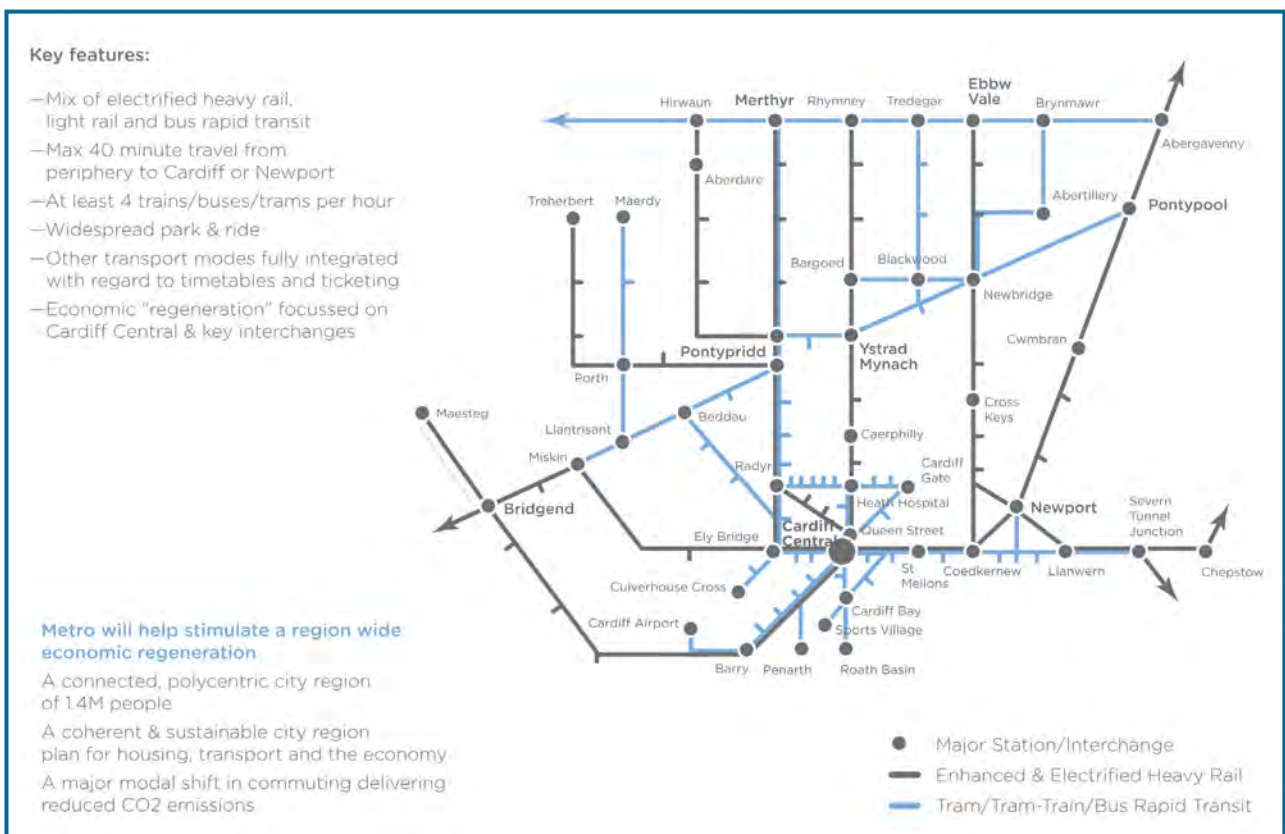 Key features:
—Mix of electrified heavy rail,
light rail and bus rapid transit
—Max 40 minute travel from
periphery to Cardiff or Newport
—At least 4 trains/buses/trams per hour
—Widespread park & ride
—Other transport modes fully integrated
with regard to timetables and ticketing
—Economic "regeneration" focussed on
Cardiff Central & key interchanges
Hirwaun
Merthyr
Rhymney
Tredegar
Ebbw
Vale
Brynmawr
Abergavenny
Aberdare
Treherbert
Maerdy
Abertillery
Pontypool
Bargoed
Blackwood
Newbridge
Pontypridd
Ystrad
Mynach
Cwmbran
Porth
Maesteg
Beddau
Cross
Keys
Llantrisant
Caerphilly
Miskin
Radyr
Cardiff
Gate
Heath Hospital
Bridgend
Newport
Severn
Tunnel
Junction
Cardiff
Central
Queen Street
Ely Bridge
St
Mellons
Coedkernew
Llanwern
Chepstow
Culverhouse Cross
Cardiff Bay
Sports Village
Cardiff Airport
Barry
Penarth
Roath Basin
Metro will help stimulate a region wide
economic regeneration
A connected, polycentric city region
of 1.4M people
A coherent & sustainable city region
plan for housing, transport and the economy
A major modal shift in commuting delivering
reduced CO2 emissions
Major Station/Interchange
Enhanced & Electrified Heavy Rail
Tram/Tram-Train/Bus Rapid Transit